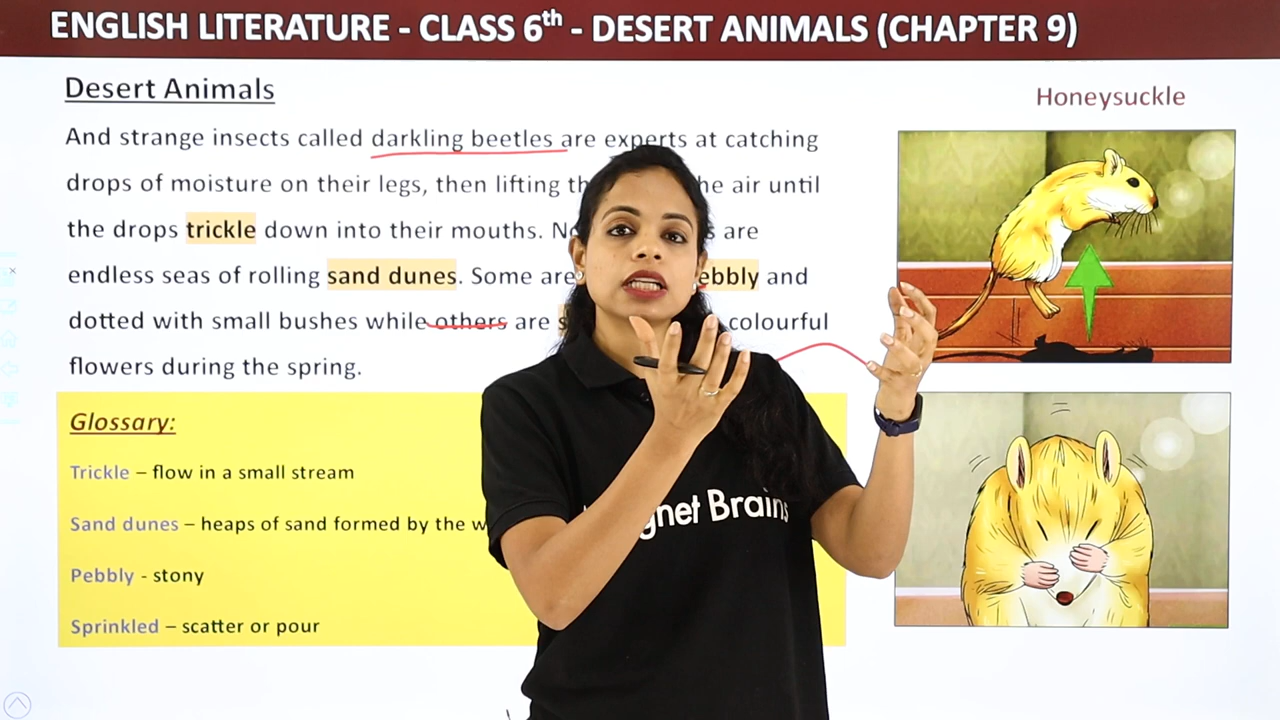 ENGLISH LITERATURE - CLASS 6th - DESERT ANIMALS (CHAPTER 9)
Desert Animals
Honeysuckle
And strange insects called darkling beetles are experts at catching
drops of moisture on their legs, then lifting the air until
the drops trickle down into their mouths. are
endless seas of rolling sand dunes. Some are and
dotted with small bushes while others are colourful
flowers during the spring.
Glossary:
Trickle – flow in a small stream
Sand dunes – heaps of sand formed by the
Pebbly - stony
Sprinkled – scatter or pour
Brains